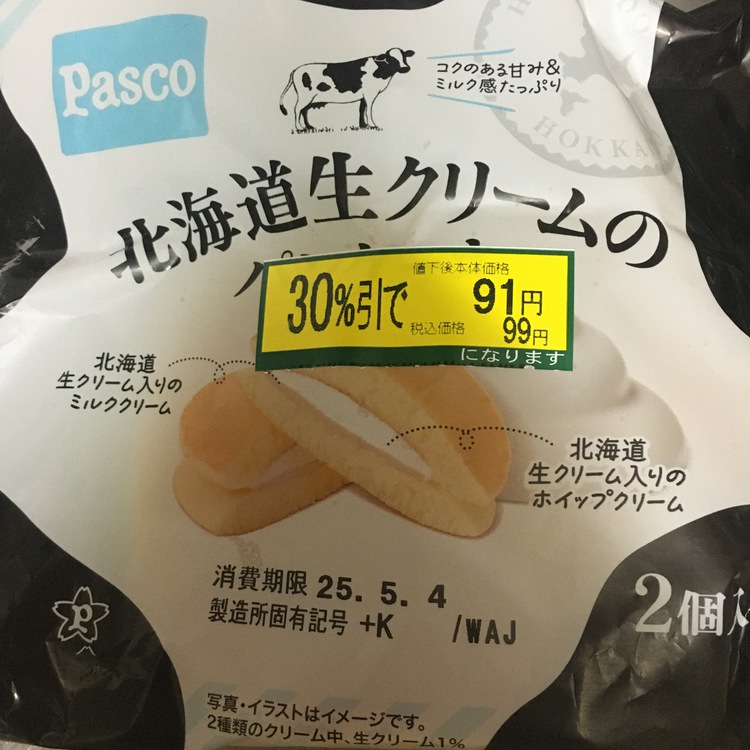 Pasco
コクのある甘み&
ミルク感たっぷり
HOKKAI
北海道生クリームの
30%引で
値下後本体価格
91円
税込価格
99円
になります
北海道
生クリーム入りの
ミルククリーム
北海道
生クリーム入りの
ホイップクリーム
消費期限 25. 5. 4
製造所固有記号 +K /WAJ
P
2個入
写真・イラストはイメージです。
2種類のクリーム中、生クリーム1%